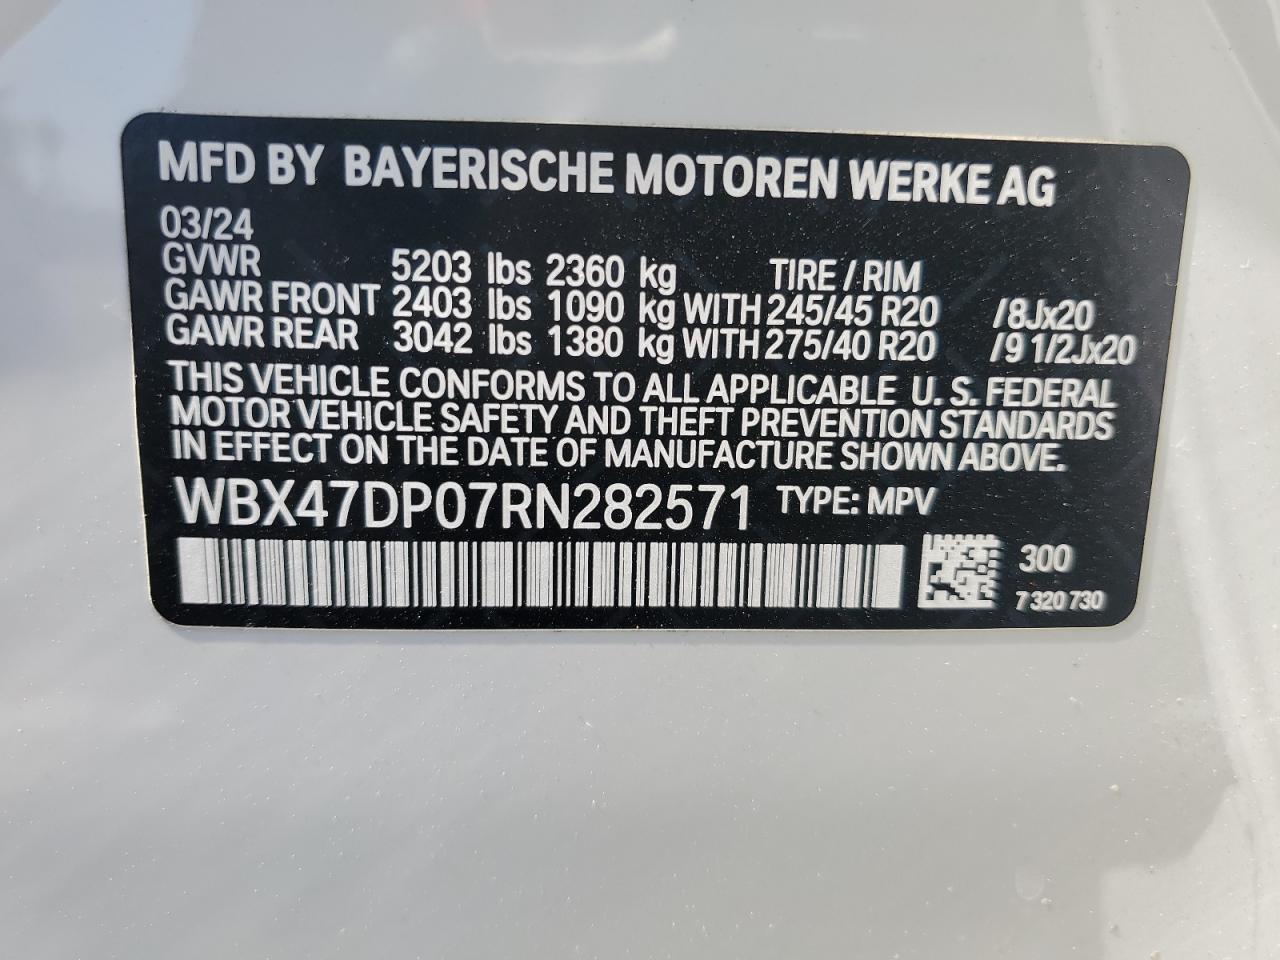 MFD BY BAYERISCHE MOTOREN WERKE AG
03/24
GVWR 5203 lbs 2360 kg TIRE / RIM
GAWR FRONT 2403 lbs 1090 kg WITH 245/45 R20 /8Jx20
GAWR REAR 3042 lbs 1380 kg WITH 275/40 R20 /9 1/2Jx20
THIS VEHICLE CONFORMS TO ALL APPLICABLE U. S. FEDERAL
MOTOR VEHICLE SAFETY AND THEFT PREVENTION STANDARDS
IN EFFECT ON THE DATE OF MANUFACTURE SHOWN ABOVE.
WBX47DP07RN282571 TYPE: MPV
300
7 320 730